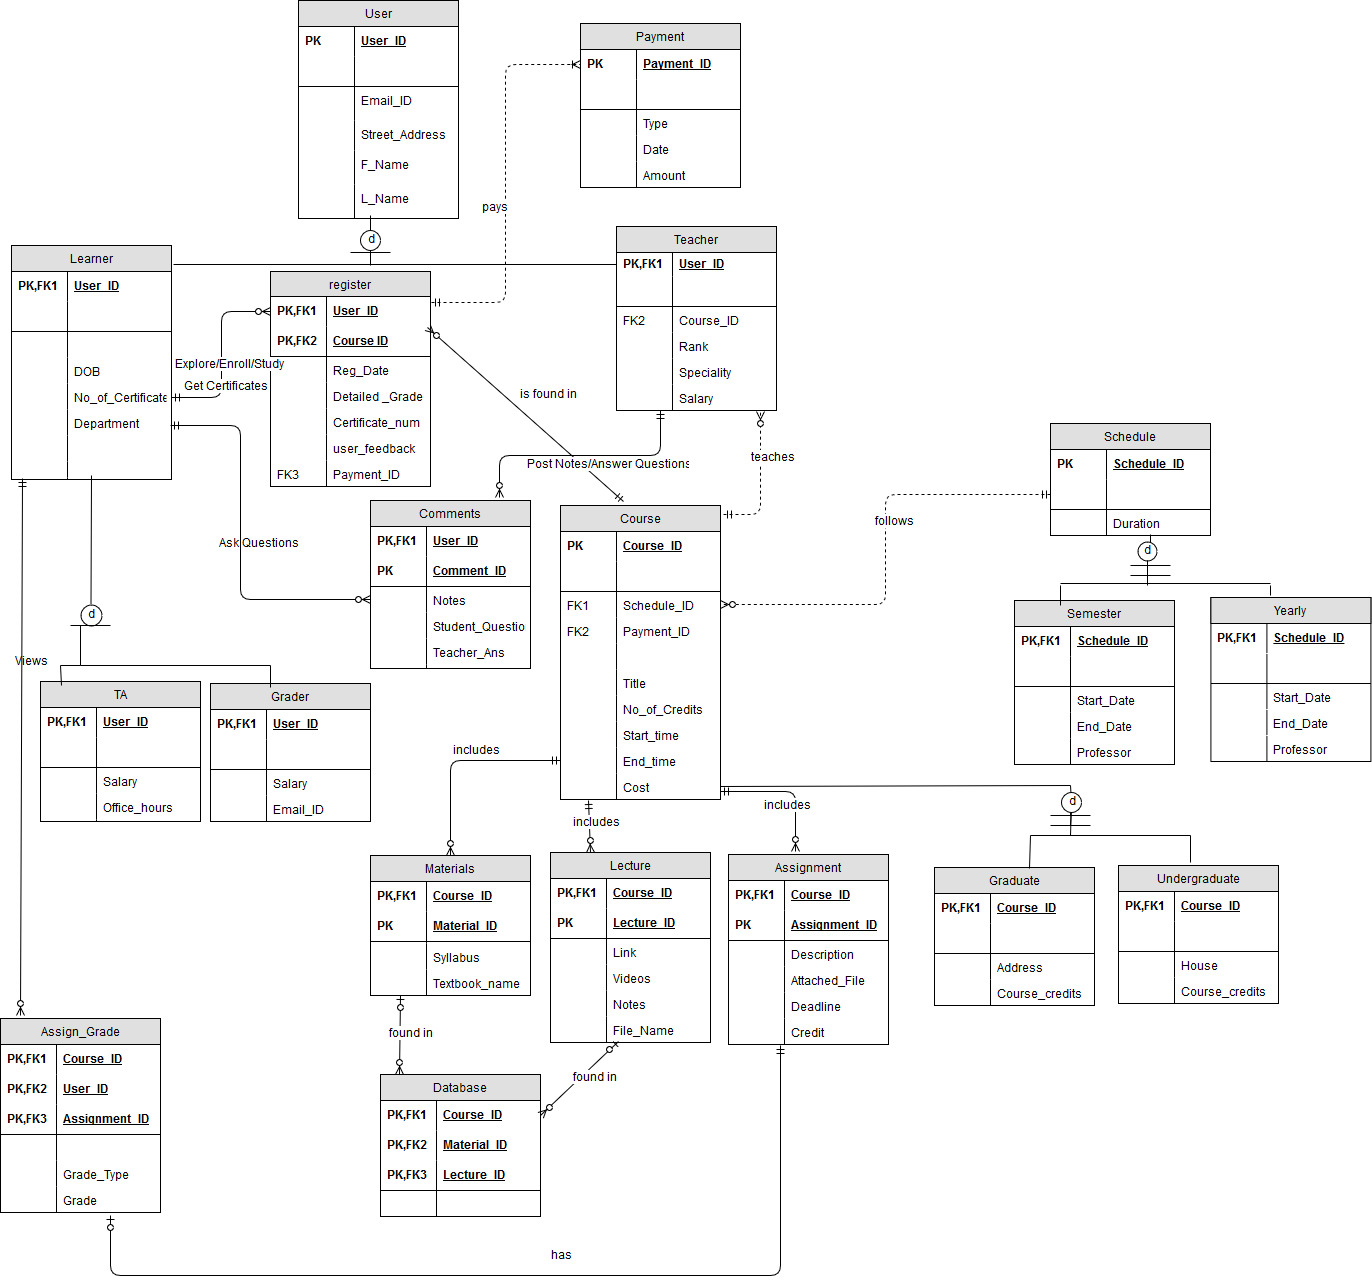 User
PK User_ID
Email_ID
Street_Address
F_Name
L_Name
d
Payment
PK Payment_ID
Type
Date
Amount
pays
Learner
PK,FK1 User_ID
DOB
No_of_Certificate
Department
register
PK,FK1 User_ID
PK,FK2 Course ID
Reg_Date
Detailed _Grade
Certificate_num
user_feedback
FK3 Payment_ID
Explore/Enroll/Study
Get Certificates
Teacher
PK,FK1 User_ID
FK2 Course_ID
Rank
Speciality
Salary
is found in
Post Notes/Answer Questions
teaches
Schedule
PK Schedule_ID
Duration
d
follows
Ask Questions
Comments
PK,FK1 User_ID
PK Comment_ID
Notes
Student_Questio
Teacher_Ans
Course
PK Course_ID
FK1 Schedule_ID
FK2 Payment_ID
Title
No_of_Credits
Start_time
End_time
Cost
Semester
PK,FK1 Schedule_ID
Start_Date
End_Date
Professor
Yearly
PK,FK1 Schedule_ID
Start_Date
End_Date
Professor
d
Views
TA
PK,FK1 User_ID
Salary
Office_hours
Grader
PK,FK1 User_ID
Salary
Email_ID
includes
includes
includes
d
Materials
PK,FK1 Course_ID
PK Material_ID
Syllabus
Textbook_name
Lecture
PK,FK1 Course_ID
PK Lecture_ID
Link
Videos
Notes
File_Name
Assignment
PK,FK1 Course_ID
PK Assignment_ID
Description
Attached_File
Deadline
Credit
Graduate
PK,FK1 Course_ID
Address
Course_credits
Undergraduate
PK,FK1 Course_ID
House
Course_credits
found in
found in
Assign_Grade
PK,FK1 Course_ID
PK,FK2 User_ID
PK,FK3 Assignment_ID
Grade_Type
Grade
Database
PK,FK1 Course_ID
PK,FK2 Material_ID
PK,FK3 Lecture_ID
has